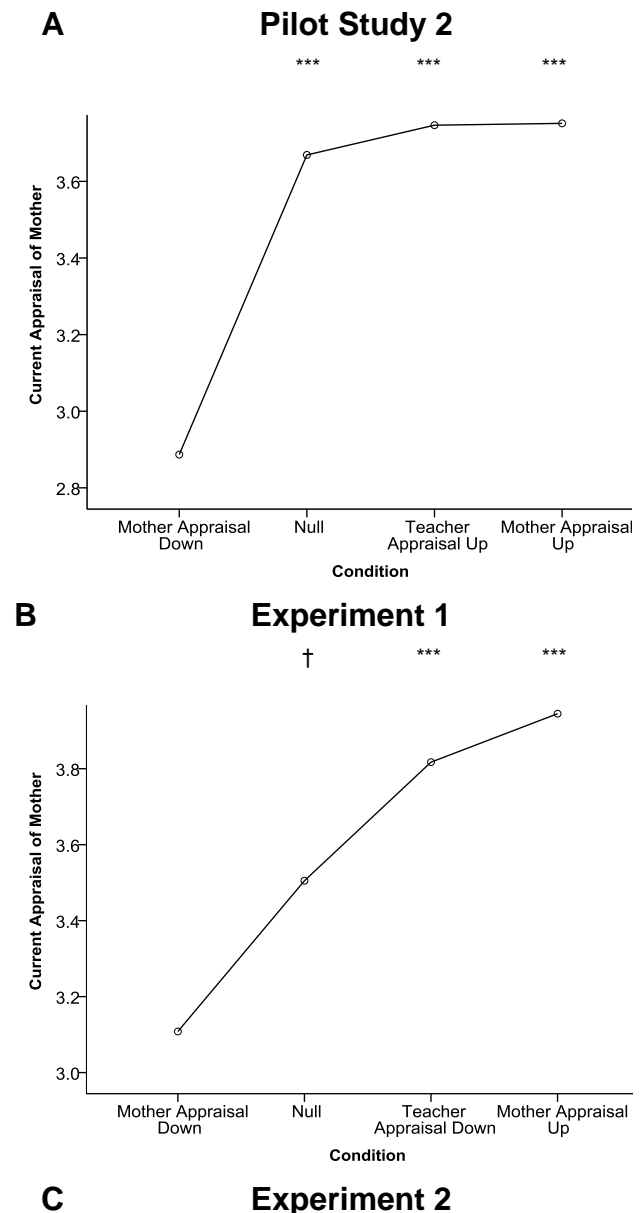 A Pilot Study 2
*** *** ***
Current Appraisal of Mother
3.6
3.4
3.2
3.0
2.8
Mother Appraisal Down
Null
Teacher Appraisal Up
Mother Appraisal Up
Condition
B Experiment 1
† *** ***
Current Appraisal of Mother
3.8
3.6
3.4
3.2
3.0
Mother Appraisal Down
Null
Teacher Appraisal Down
Mother Appraisal Up
Condition
C Experiment 2